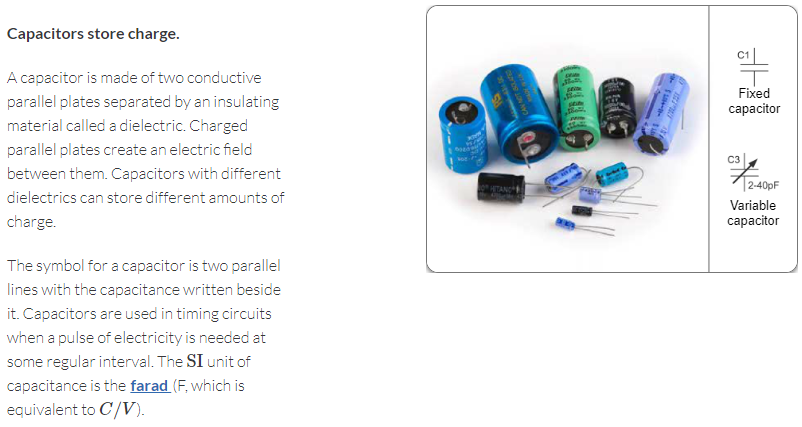 Capacitors store charge.
A capacitor is made of two conductive
parallel plates separated by an insulating
material called a dielectric. Charged
parallel plates create an electric field
between them. Capacitors with different
dielectrics can store different amounts of
charge.
The symbol for a capacitor is two parallel
lines with the capacitance written beside
it. Capacitors are used in timing circuits
when a pulse of electricity is needed at
some regular interval. The SI unit of
capacitance is the farad (F, which is
equivalent to C/V).
C1
Fixed
capacitor
C3
2-40pF
Variable
capacitor